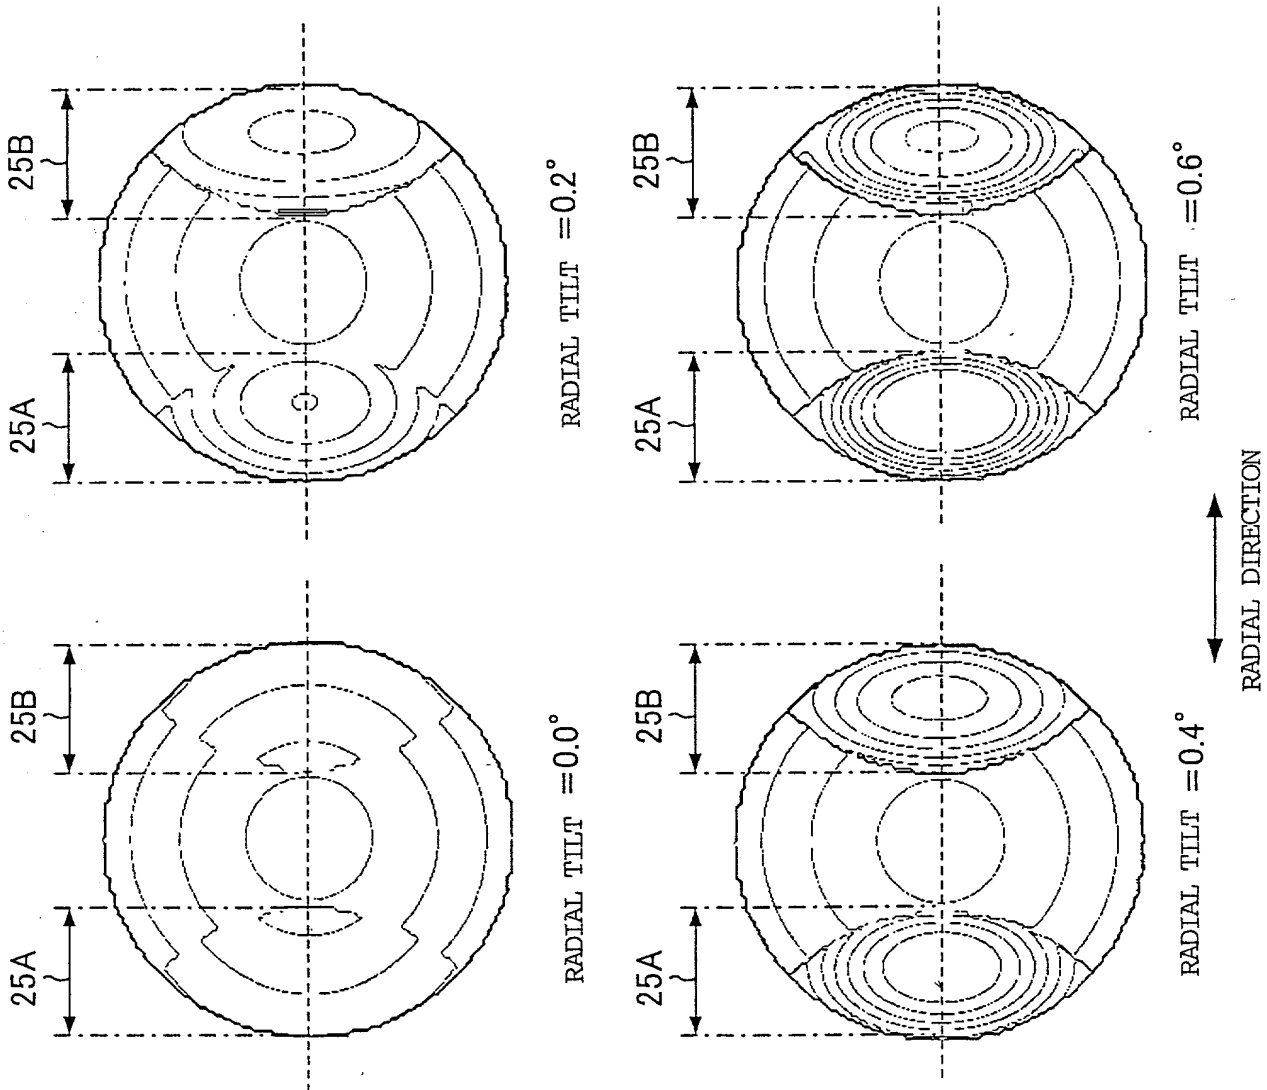 25A
25B
RADIAL TILT =0.0°
25A
25B
RADIAL TILT =0.2°
25A
25B
RADIAL TILT =0.4°
25A
25B
RADIAL TILT =0.6°
RADIAL DIRECTION